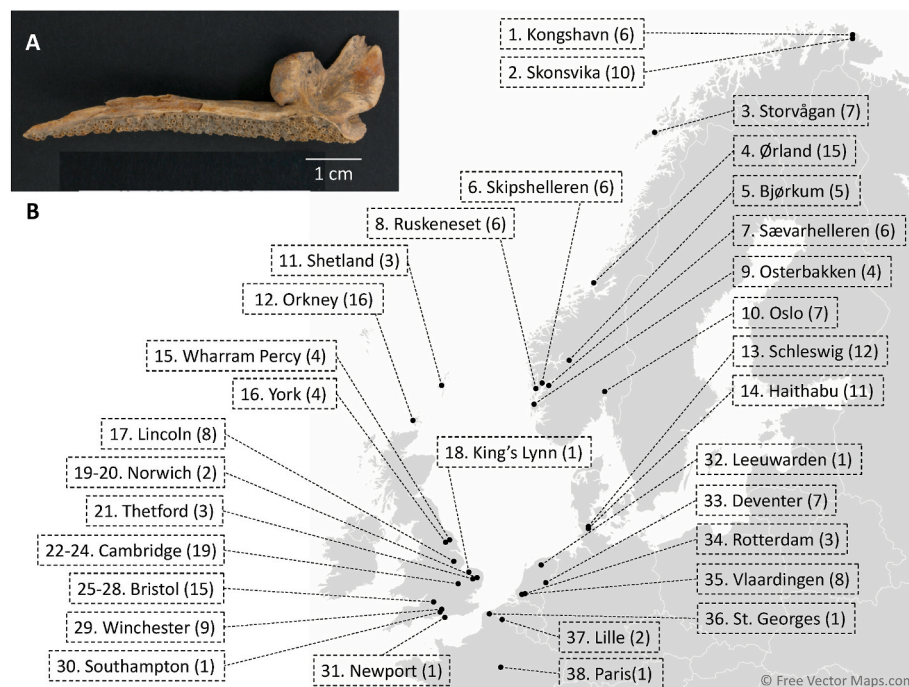 A
1 cm
B
1. Kongshavn (6)
2. Skonsvika (10)
3. Storvågan (7)
4. Ørland (15)
6. Skipshelleren (6)
5. Bjørkum (5)
8. Ruskeneset (6)
7. Sævarhelleren (6)
11. Shetland (3)
9. Osterbakken (4)
12. Orkney (16)
10. Oslo (7)
15. Wharram Percy (4)
13. Schleswig (12)
16. York (4)
14. Haithabu (11)
17. Lincoln (8)
18. King's Lynn (1)
32. Leeuwarden (1)
19-20. Norwich (2)
33. Deventer (7)
21. Thetford (3)
34. Rotterdam (3)
22-24. Cambridge (19)
35. Vlaardingen (8)
25-28. Bristol (15)
36. St. Georges (1)
29. Winchester (9)
37. Lille (2)
30. Southampton (1)
31. Newport (1)
38. Paris(1)
© Free Vector Maps.com